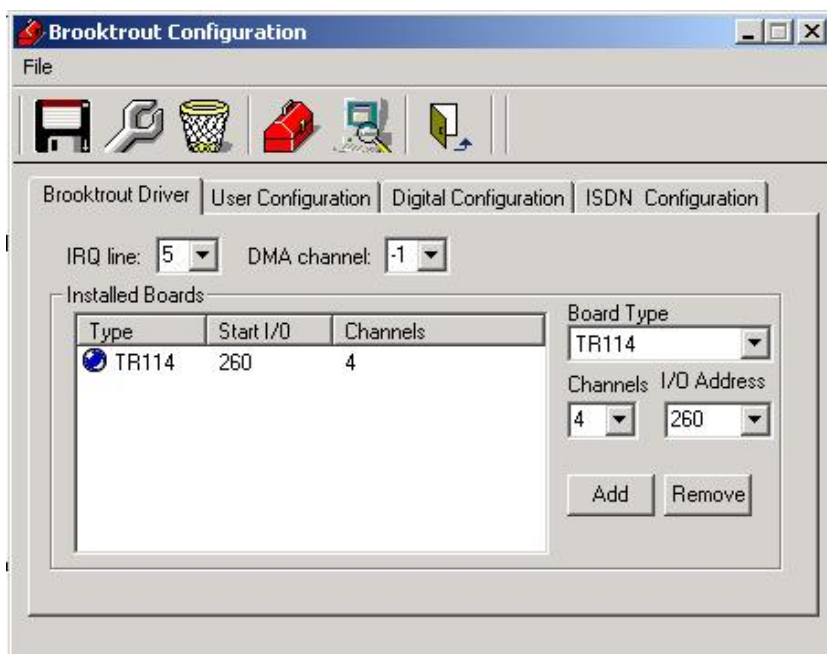 Brooktrout Configuration
File
Brooktrout Driver User Configuration Digital Configuration ISDN Configuration
IRQ line: 5 DMA channel: -1
Installed Boards
Board Type
Type Start I/O Channels
TR114
TR114 260 4
Channels I/O Address
4 260
Add Remove